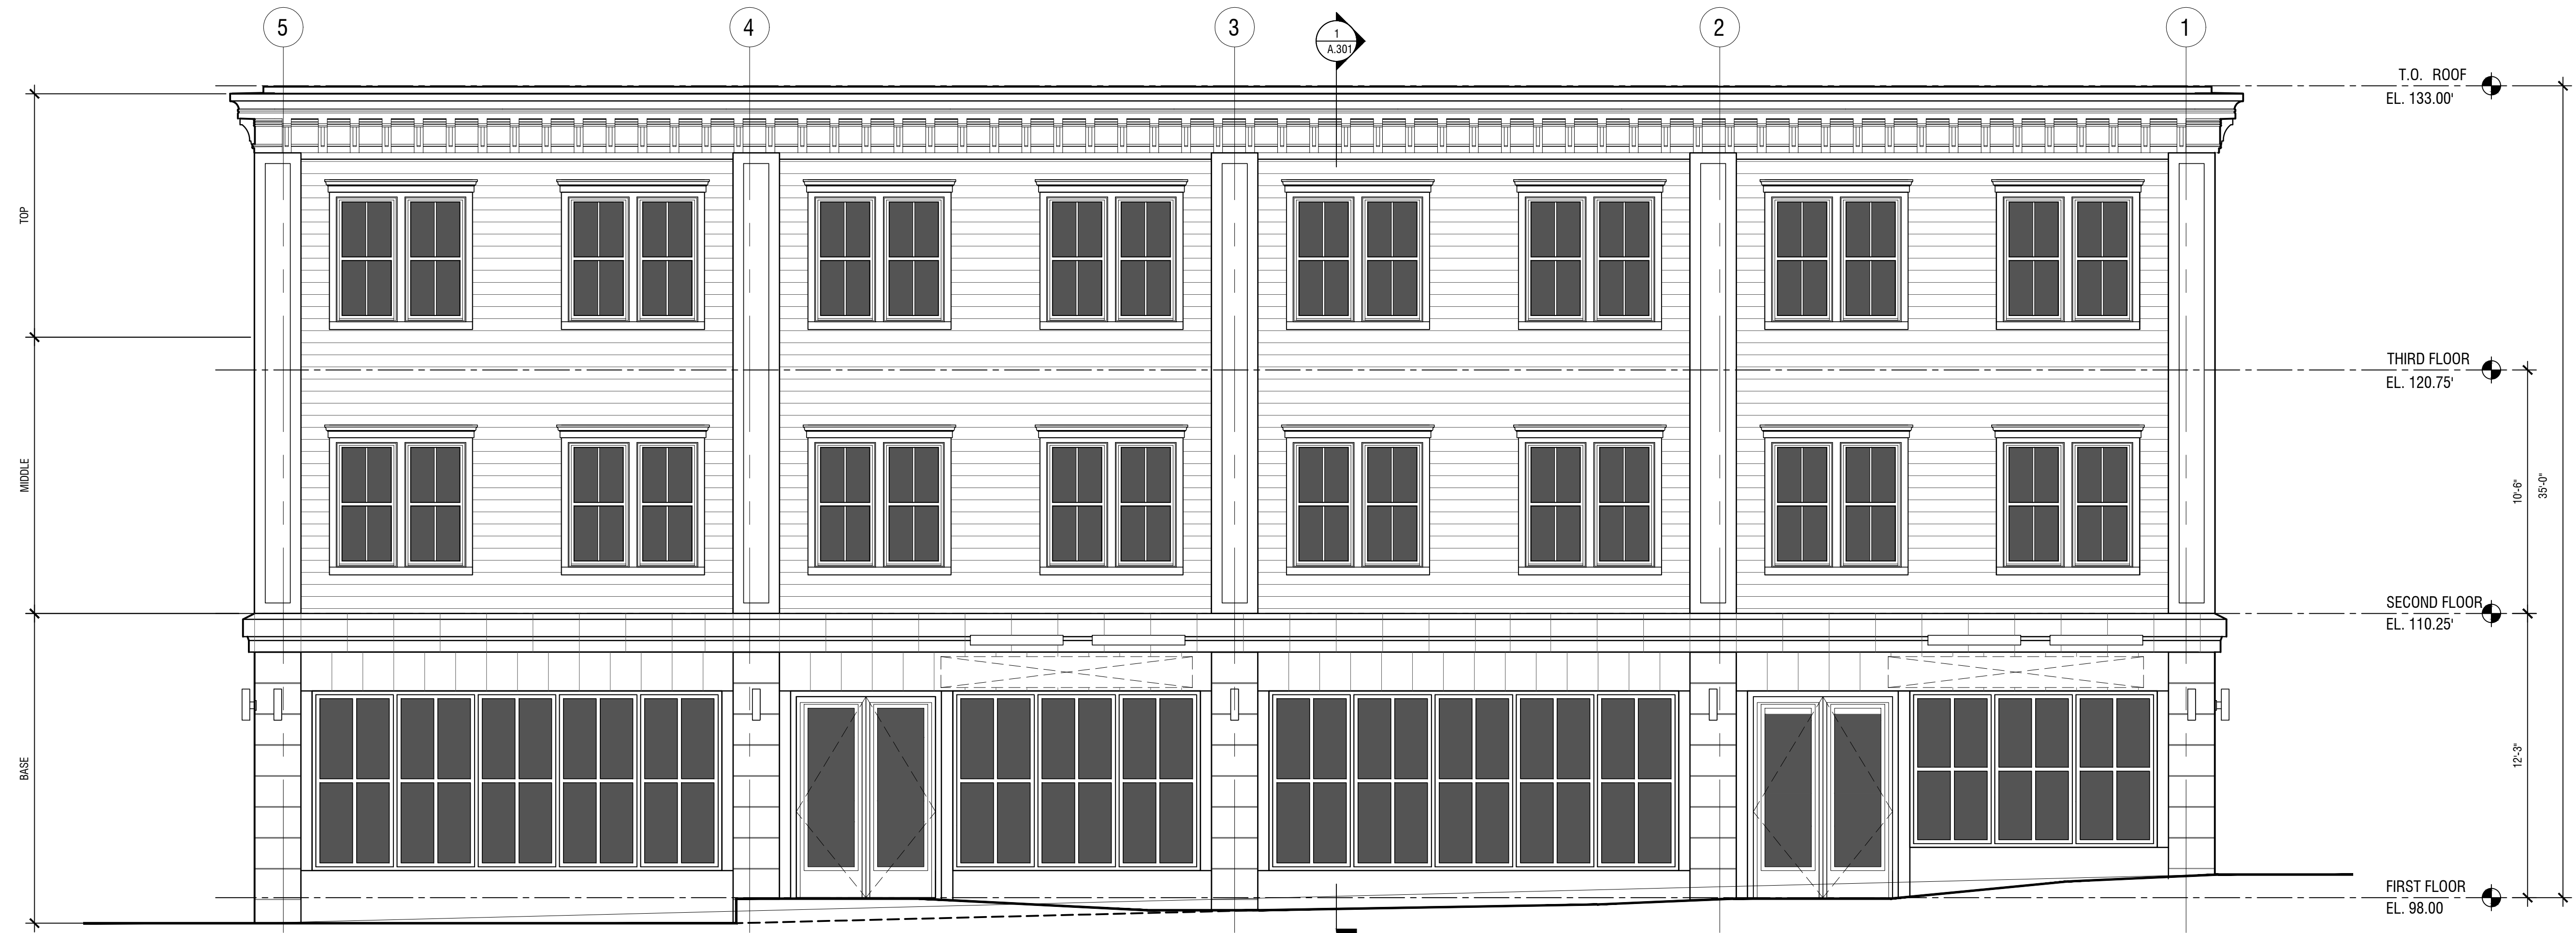 5
4
3
1
A.301
2
1
T.O. ROOF
EL. 133.00'
TOP
THIRD FLOOR
EL. 120.75'
MIDDLE
10'-6"
35'-0"
SECOND FLOOR
EL. 110.25'
BASE
12'-3"
FIRST FLOOR
EL. 98.00